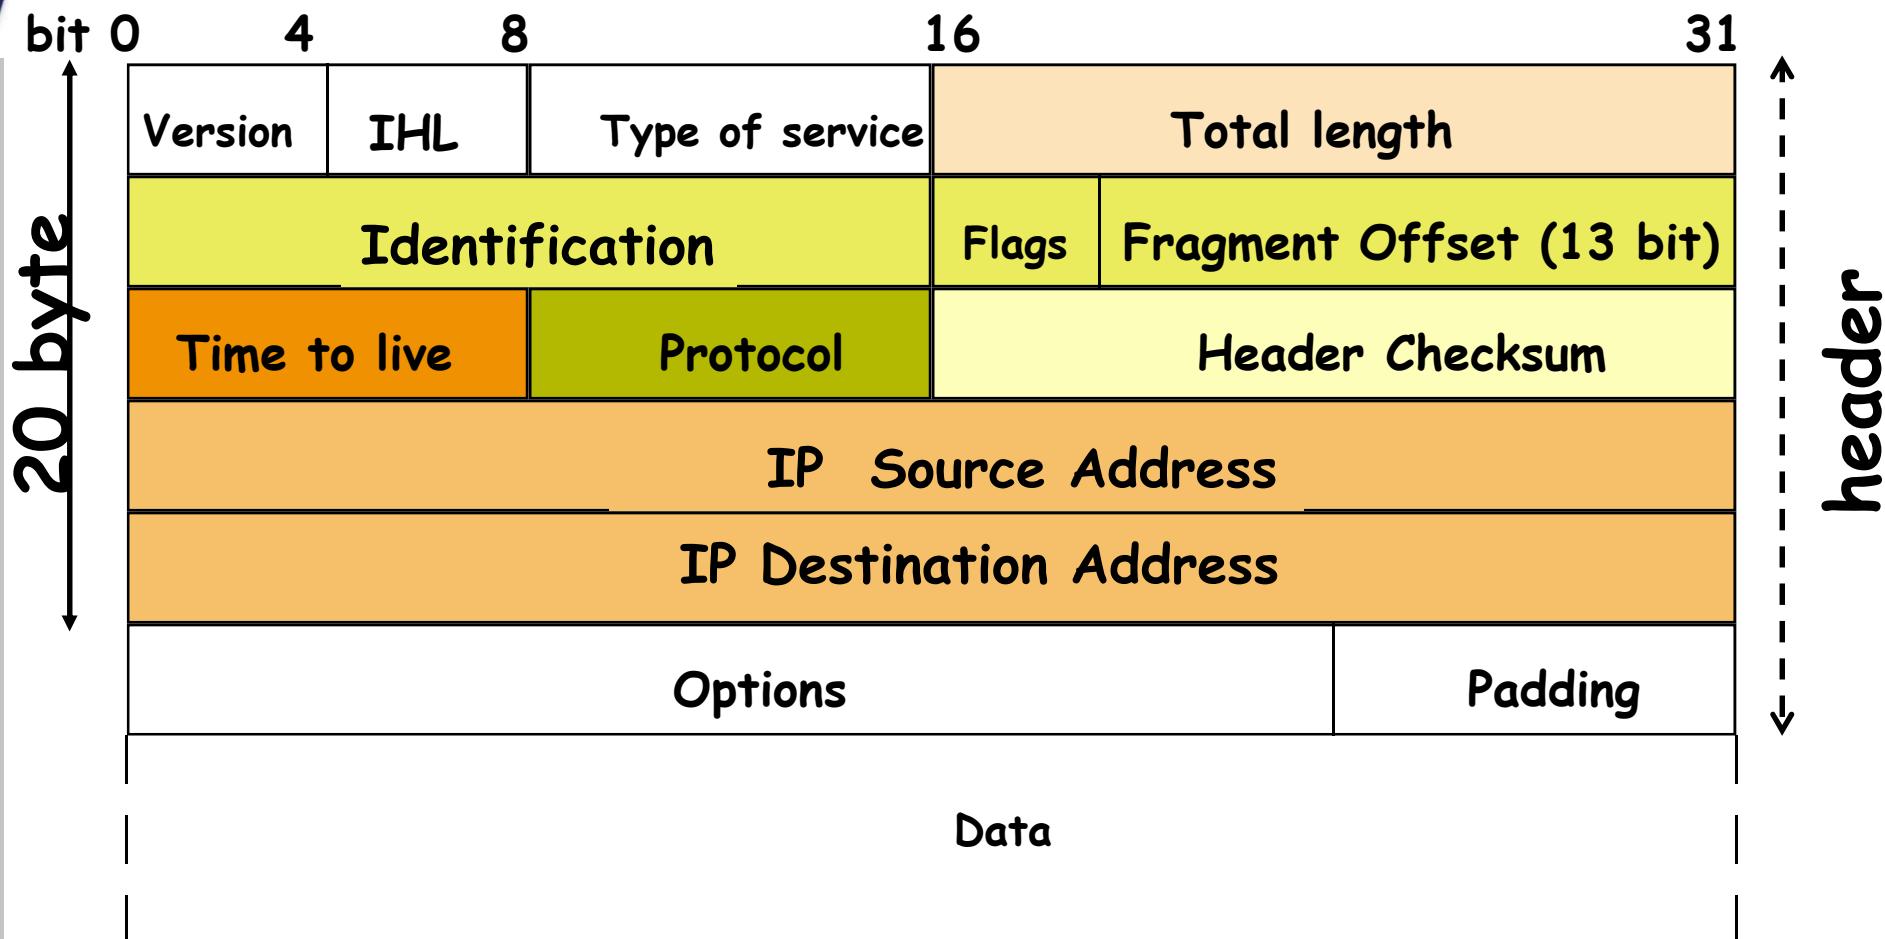 bit 0 4 8 16 31
Version IHL Type of service Total length
Identification Flags Fragment Offset (13 bit)
Time to live Protocol Header Checksum
IP Source Address
IP Destination Address
Options Padding
Data
20 byte
header